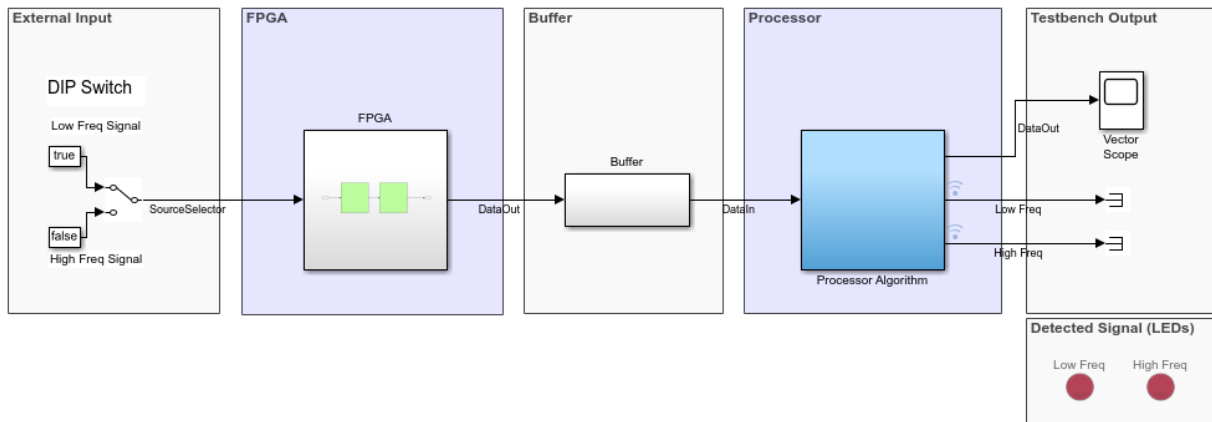 External Input
FPGA
Buffer
Processor
Testbench Output
DIP Switch
Low Freq Signal
true
false
High Freq Signal
SourceSelector
FPGA
DataOut
Buffer
DataIn
Processor Algorithm
DataOut
Low Freq
High Freq
Vector
Scope
Detected Signal (LEDs)
Low Freq
High Freq